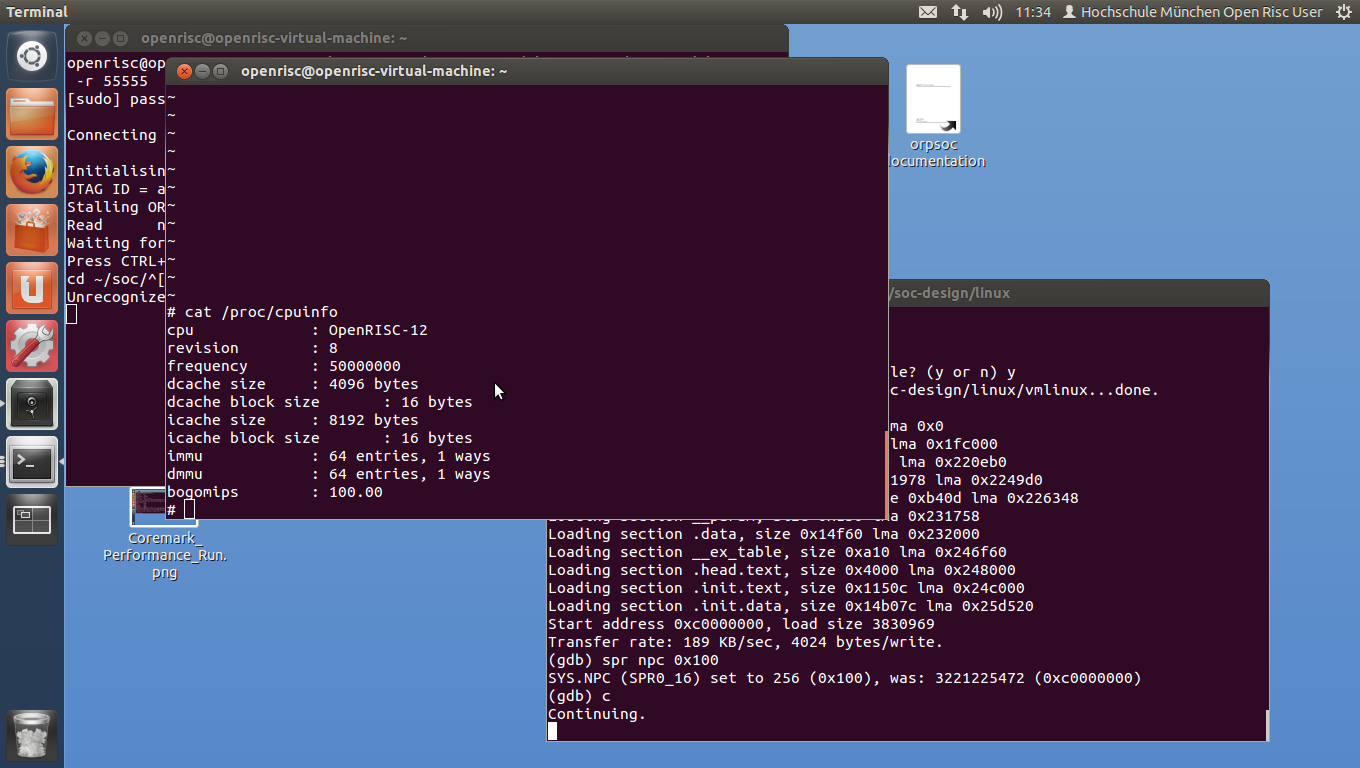 Terminal
11:34 Hochschule München Open Risc User
openrisc@openrisc-virtual-machine: ~
openrisc@op
-r 55555
[sudo] pass
Connecting
Initialisin
JTAG ID = a
Stalling OR
Read n
Waiting for
Press CTRL+
cd ~/soc/^[
Unrecognize
openrisc@openrisc-virtual-machine: ~
~
~
~
~
~
~
~
~
~
~
~
~
# cat /proc/cpuinfo
cpu : OpenRISC-12
revision : 8
frequency : 50000000
dcache size : 4096 bytes
dcache block size : 16 bytes
icache size : 8192 bytes
icache block size : 16 bytes
immu : 64 entries, 1 ways
dmmu : 64 entries, 1 ways
bogomips : 100.00
#
orpsoc
ocumentation
/soc-design/linux
le? (y or n) y
c-design/linux/vmlinux...done.
ma 0x0
lma 0x1fc000
lma 0x220eb0
1978 lma 0x2249d0
e 0xb40d lma 0x226348
a 0x231758
Loading section .data, size 0x14f60 lma 0x232000
Loading section __ex_table, size 0xa10 lma 0x246f60
Loading section .head.text, size 0x4000 lma 0x248000
Loading section .init.text, size 0x1150c lma 0x24c000
Loading section .init.data, size 0x14b07c lma 0x25d520
Start address 0xc0000000, load size 3830969
Transfer rate: 189 KB/sec, 4024 bytes/write.
(gdb) spr npc 0x100
SYS.NPC (SPR0_16) set to 256 (0x100), was: 3221225472 (0xc0000000)
(gdb) c
Continuing.
Coremark_
Performance_Run.
png